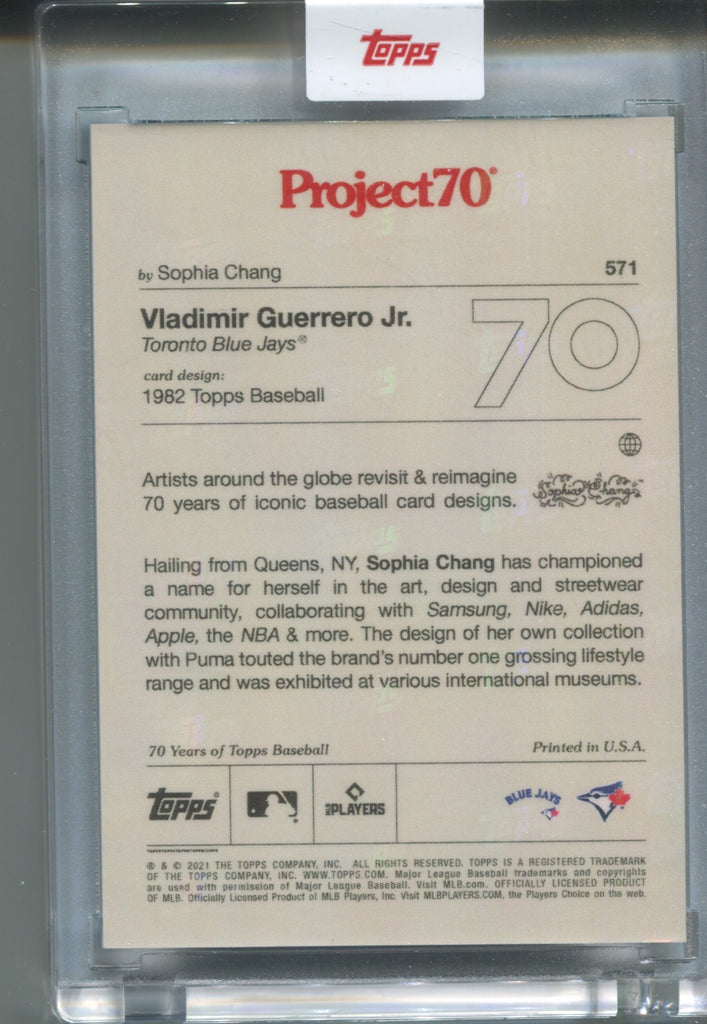 Topps
Project70®
by Sophia Chang
571
Vladimir Guerrero Jr.
Toronto Blue Jays®
card design:
1982 Topps Baseball
70
Artists around the globe revisit & reimagine
70 years of iconic baseball card designs.
Sophia Chang
Hailing from Queens, NY, Sophia Chang has championed
a name for herself in the art, design and streetwear
community, collaborating with Samsung, Nike, Adidas,
Apple, the NBA & more. The design of her own collection
with Puma touted the brand's number one grossing lifestyle
range and was exhibited at various international museums.
70 Years of Topps Baseball
Printed in U.S.A.
Topps®
MLB PLAYERS
BLUE JAYS
® & © 2021 THE TOPPS COMPANY, INC. ALL RIGHTS RESERVED. TOPPS IS A REGISTERED TRADEMARK
OF THE TOPPS COMPANY, INC. WWW.TOPPS.COM. Major League Baseball trademarks and copyrights
are used with permission of Major League Baseball. Visit MLB.com. OFFICIALLY LICENSED PRODUCT
OF MLB. Officially Licensed Product of MLB Players, Inc. Visit MLBPLAYERS.COM, the Players Choice on the web.